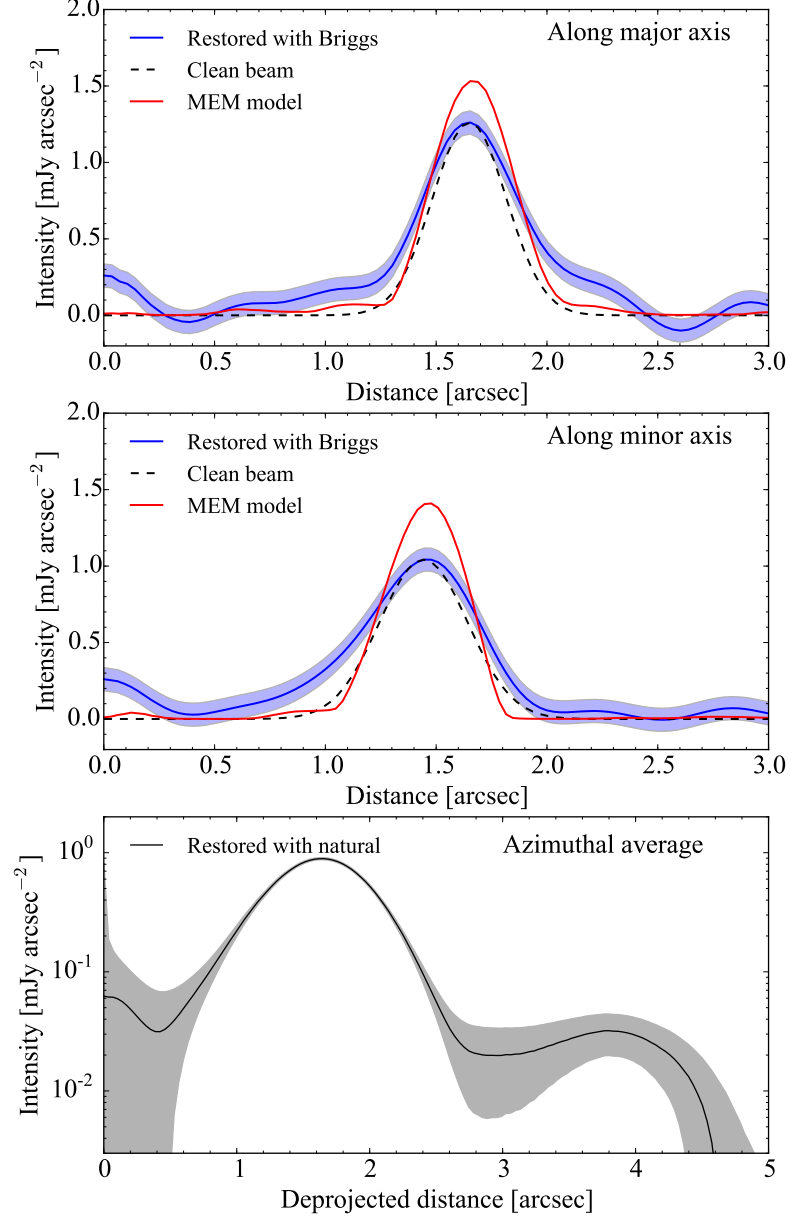 2.0
1.5
1.0
0.5
0.0
Intensity [mJy arcsec⁻²]
Restored with Briggs
Clean beam
MEM model
Along major axis
0.0 0.5 1.0 1.5 2.0 2.5 3.0
Distance [arcsec]
2.0
1.5
1.0
0.5
0.0
Intensity [mJy arcsec⁻²]
Restored with Briggs
Clean beam
MEM model
Along minor axis
0.0 0.5 1.0 1.5 2.0 2.5 3.0
Distance [arcsec]
10⁰
10⁻¹
10⁻²
Intensity [mJy arcsec⁻²]
Restored with natural
Azimuthal average
0 1 2 3 4 5
Deprojected distance [arcsec]